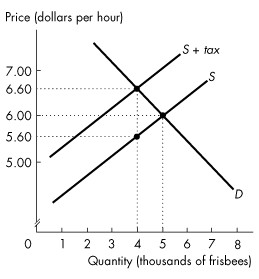 Price (dollars per hour)
S + tax
S
7.00
6.60
6.00
5.60
5.00
D
0 1 2 3 4 5 6 7 8
Quantity (thousands of frisbees)